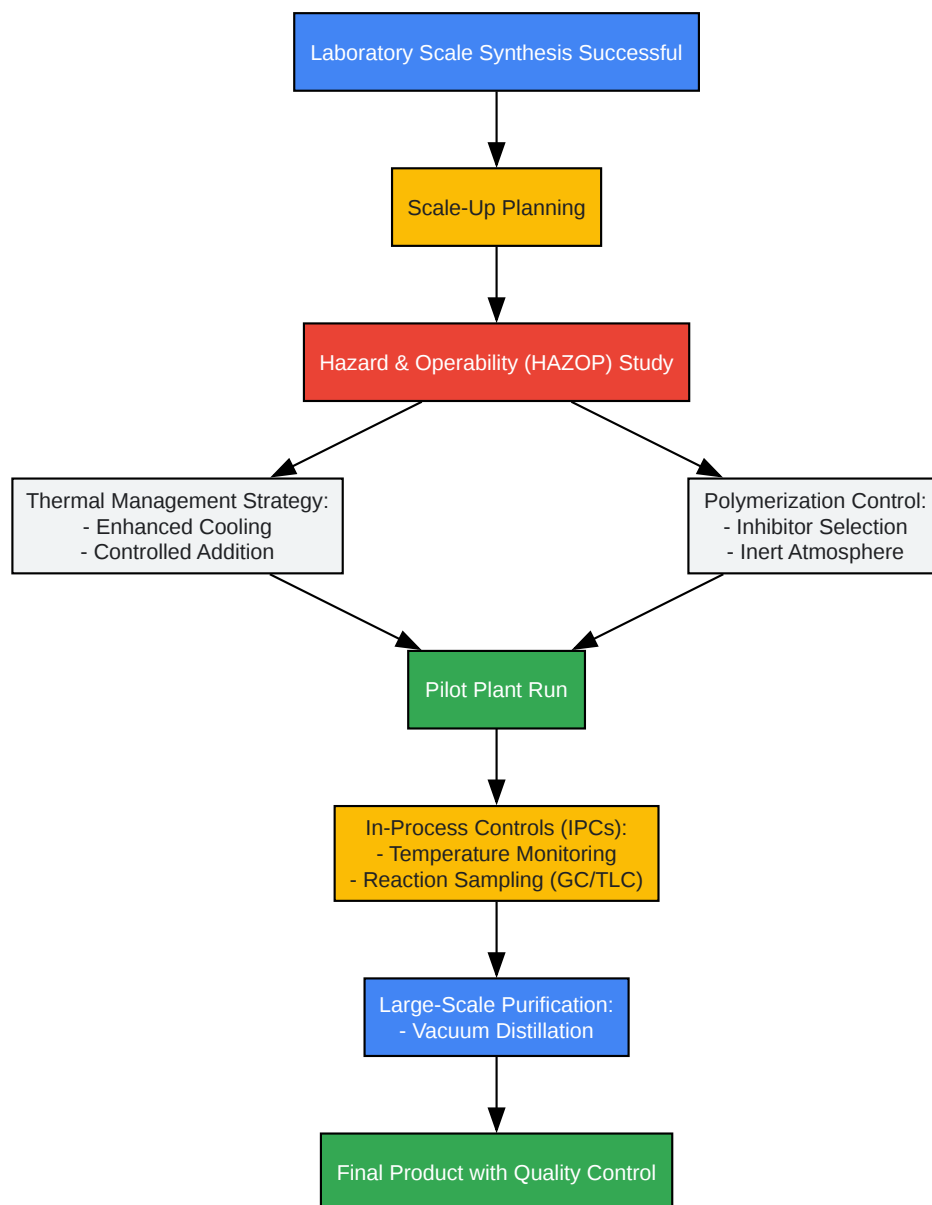 Laboratory Scale Synthesis Successful
Scale-Up Planning
Hazard & Operability (HAZOP) Study
Thermal Management Strategy:
- Enhanced Cooling
- Controlled Addition
Polymerization Control:
- Inhibitor Selection
- Inert Atmosphere
Pilot Plant Run
In-Process Controls (IPCs):
- Temperature Monitoring
- Reaction Sampling (GC/TLC)
Large-Scale Purification:
- Vacuum Distillation
Final Product with Quality Control